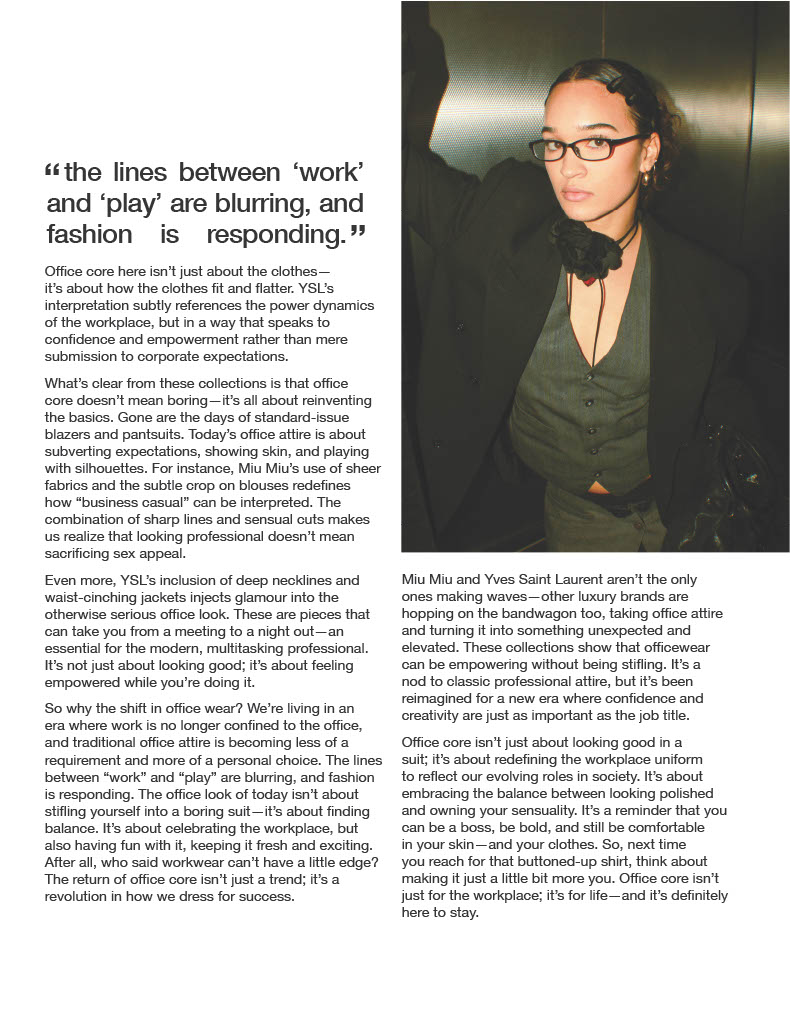 “the lines between ‘work’
and ‘play’ are blurring, and
fashion is responding.”
Office core here isn’t just about the clothes—
it’s about how the clothes fit and flatter. YSL’s
interpretation subtly references the power dynamics
of the workplace, but in a way that speaks to
confidence and empowerment rather than mere
submission to corporate expectations.
What’s clear from these collections is that office
core doesn’t mean boring—it’s all about reinventing
the basics. Gone are the days of standard-issue
blazers and pantsuits. Today’s office attire is about
subverting expectations, showing skin, and playing
with silhouettes. For instance, Miu Miu’s use of sheer
fabrics and the subtle crop on blouses redefines
how “business casual” can be interpreted. The
combination of sharp lines and sensual cuts makes
us realize that looking professional doesn’t mean
sacrificing sex appeal.
Even more, YSL’s inclusion of deep necklines and
waist-cinching jackets injects glamour into the
otherwise serious office look. These are pieces that
can take you from a meeting to a night out—an
essential for the modern, multitasking professional.
It’s not just about looking good; it’s about feeling
empowered while you’re doing it.
So why the shift in office wear? We’re living in an
era where work is no longer confined to the office,
and traditional office attire is becoming less of a
requirement and more of a personal choice. The lines
between “work” and “play” are blurring, and fashion
is responding. The office look of today isn’t about
stifling yourself into a boring suit—it’s about finding
balance. It’s about celebrating the workplace, but
also having fun with it, keeping it fresh and exciting.
After all, who said workwear can’t have a little edge?
The return of office core isn’t just a trend; it’s a
revolution in how we dress for success.
Miu Miu and Yves Saint Laurent aren’t the only
ones making waves—other luxury brands are
hopping on the bandwagon too, taking office attire
and turning it into something unexpected and
elevated. These collections show that officewear
can be empowering without being stifling. It’s a
nod to classic professional attire, but it’s been
reimagined for a new era where confidence and
creativity are just as important as the job title.
Office core isn’t just about looking good in a
suit; it’s about redefining the workplace uniform
to reflect our evolving roles in society. It’s about
embracing the balance between looking polished
and owning your sensuality. It’s a reminder that you
can be a boss, be bold, and still be comfortable
in your skin—and your clothes. So, next time
you reach for that buttoned-up shirt, think about
making it just a little bit more you. Office core isn’t
just for the workplace; it’s for life—and it’s definitely
here to stay.